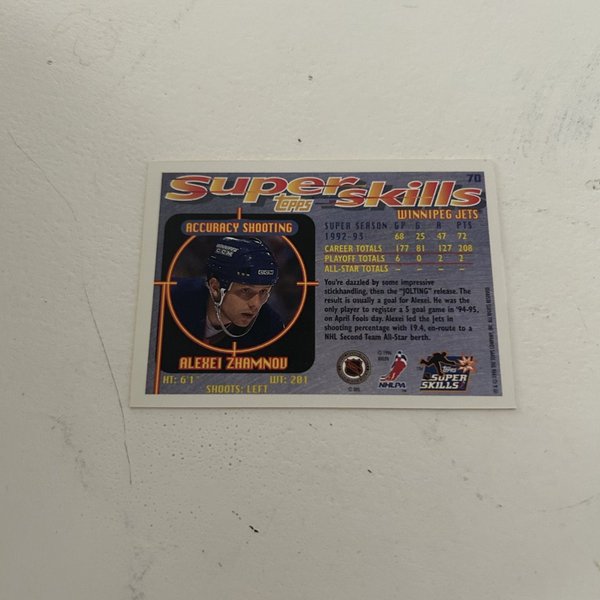 70
Super skills
Topps
WINNIPEG JETS
ACCURACY SHOOTING
CCM
ALEXEI ZHAMNOV
HT: 6'1 WT: 201
SHOOTS: LEFT
SUPER SEASON GP G A PTS
1992-93 68 25 47 72
CAREER TOTALS 177 81 127 208
PLAYOFF TOTALS 6 0 2 2
ALL-STAR TOTALS – – – –
You're dazzled by some impressive
stickhandling, then the "JOLTING" release. The
result is usually a goal for Alexei. He was the
only player to register a 5 goal game in '94-95,
on April Fools day. Alexei led the Jets in
shooting percentage with 19.4, en-route to a
NHL Second Team All-Star berth.
© 1996
NHLPA
Topps
SUPER
SKILLS